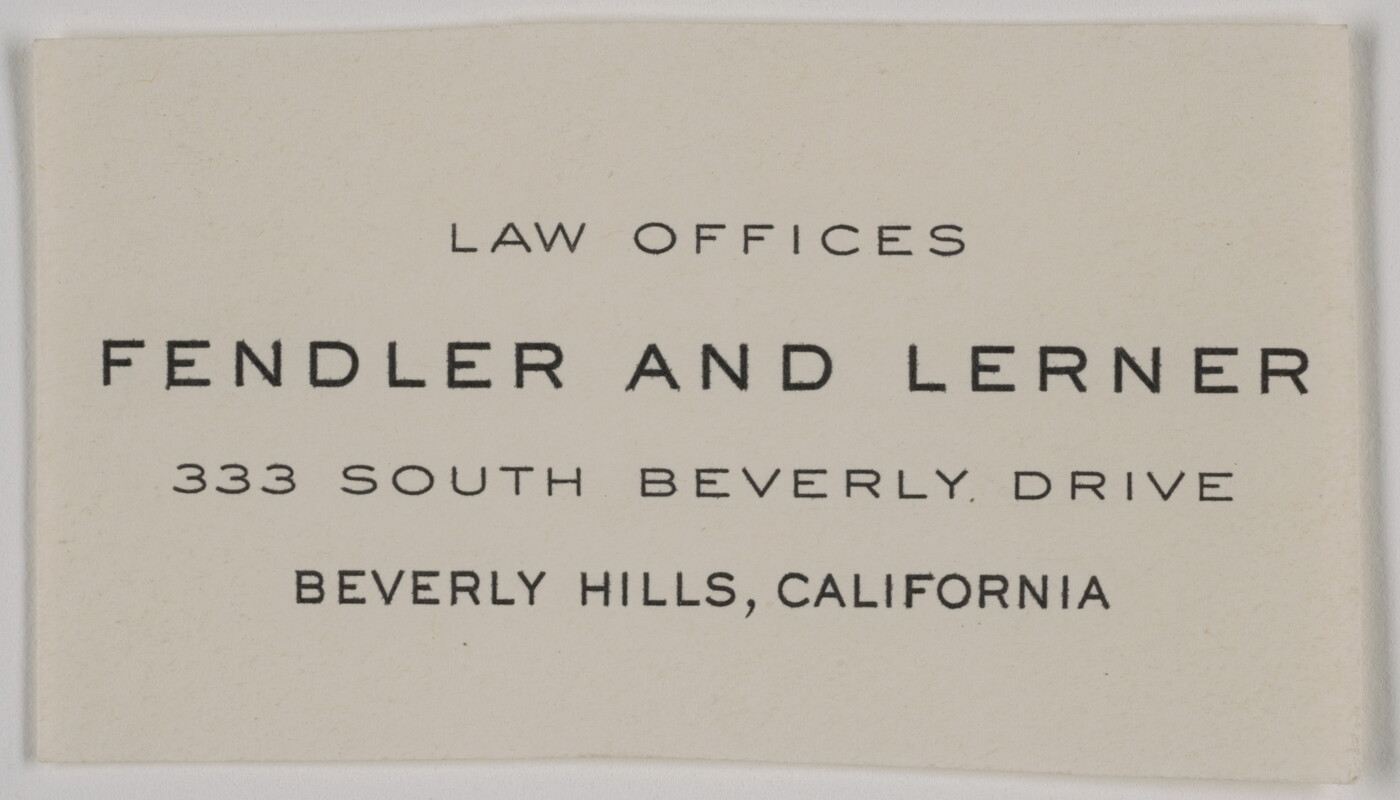 LAW OFFICES
FENDLER AND LERNER
333 SOUTH BEVERLY DRIVE
BEVERLY HILLS, CALIFORNIA